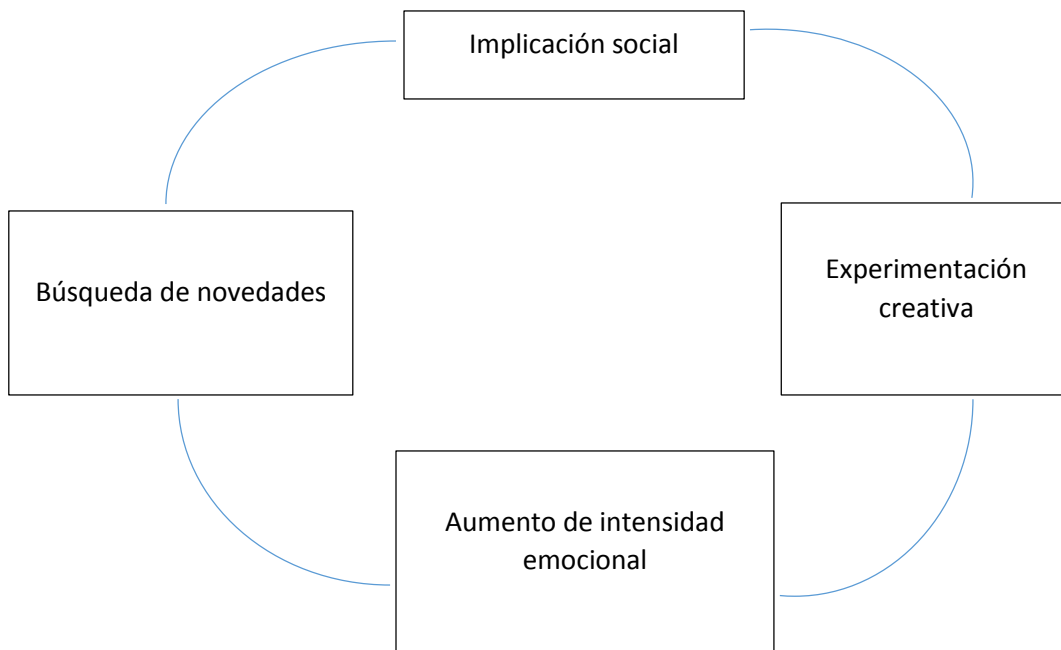 Implicación social
Búsqueda de novedades
Experimentación
creativa
Aumento de intensidad
emocional